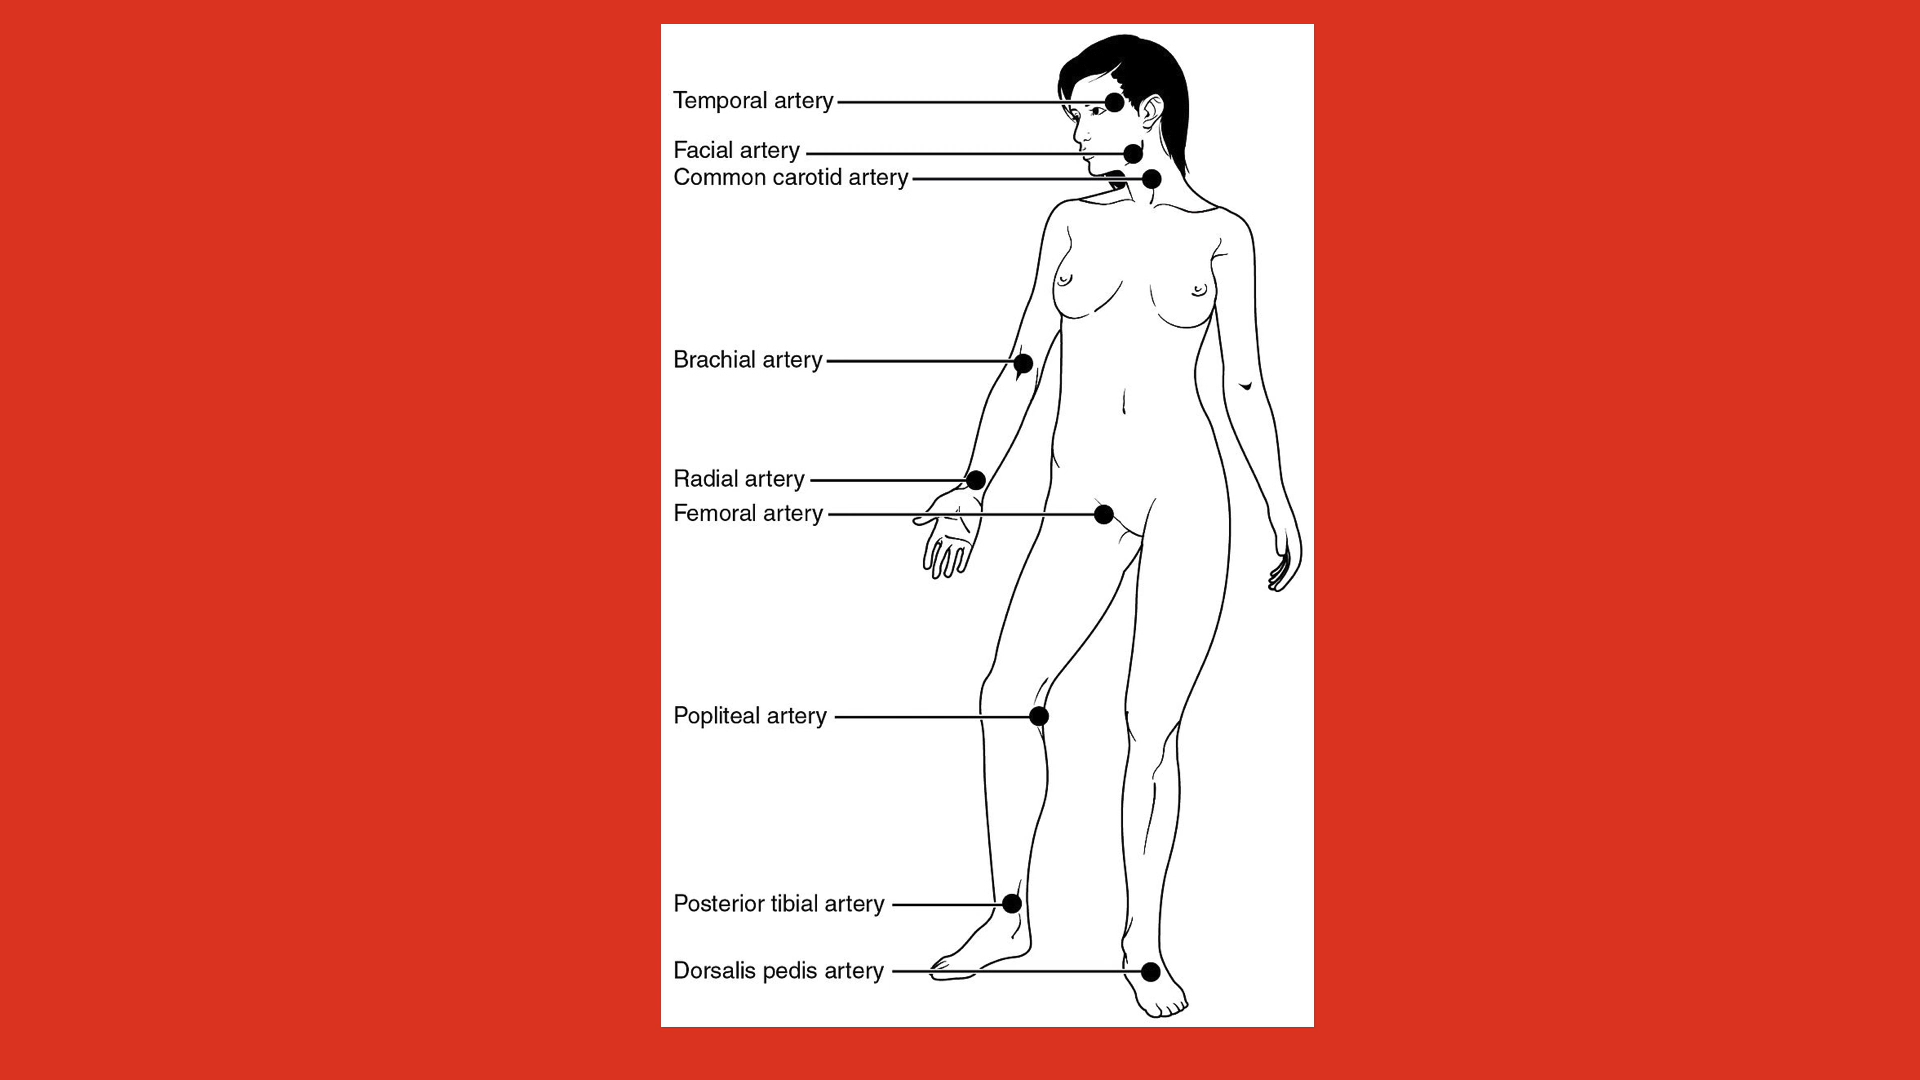 Temporal artery
Facial artery
Common carotid artery
Brachial artery
Radial artery
Femoral artery
Popliteal artery
Posterior tibial artery
Dorsalis pedis artery